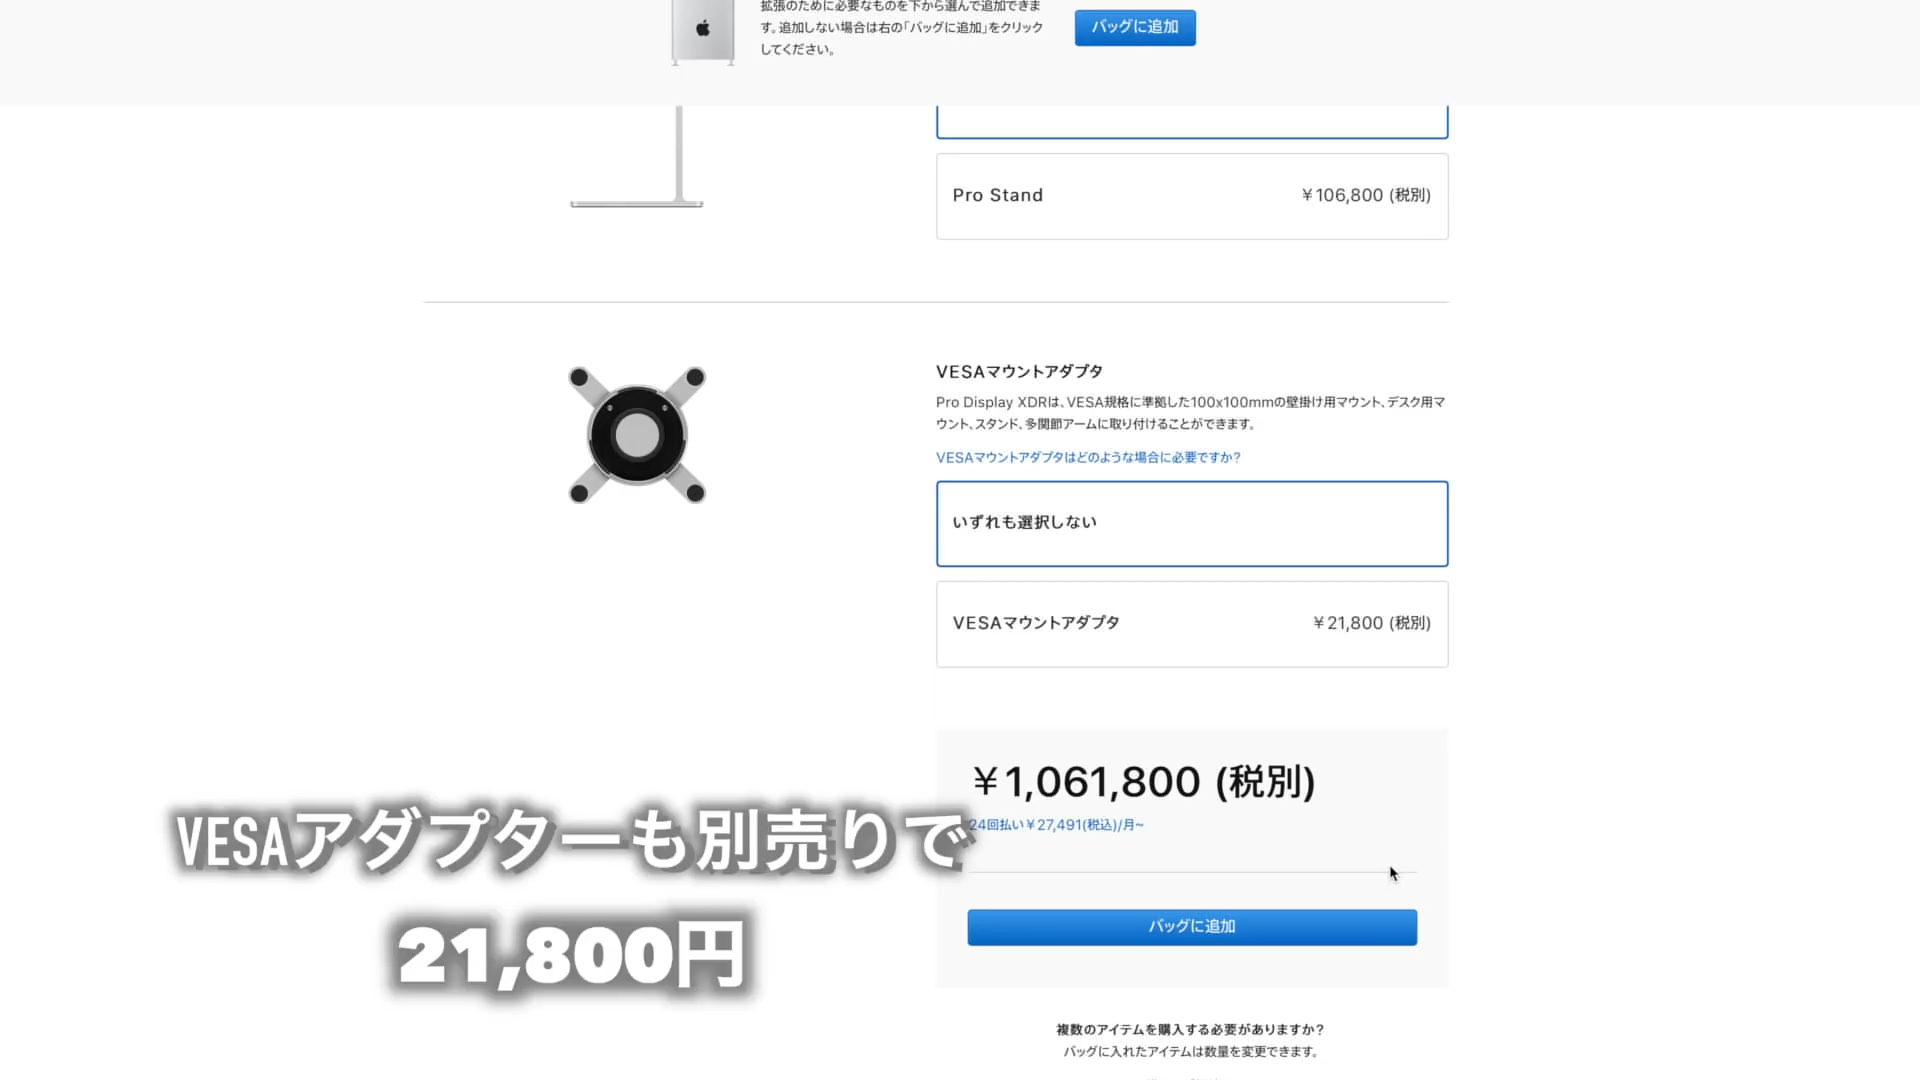 拡張のために必要なものを下から選んで追加できま
す。追加しない場合は右の「バッグに追加」をクリック
してください。
バッグに追加
Pro Stand
￥106,800 (税別)
VESAマウントアダプタ
Pro Display XDRは、VESA規格に準拠した100x100mmの壁掛け用マウント、デスク用マ
ウント、スタンド、多関節アームに取り付けることができます。
VESAマウントアダプタはどのような場合に必要ですか?
いずれも選択しない
VESAマウントアダプタ
￥21,800 (税別)
￥1,061,800 (税別)
24回払い￥27,491(税込)/月~
VESAアダプターも別売りで
21,800円
バッグに追加
複数のアイテムを購入する必要がありますか?
バッグに入れたアイテムは数量を変更できます。